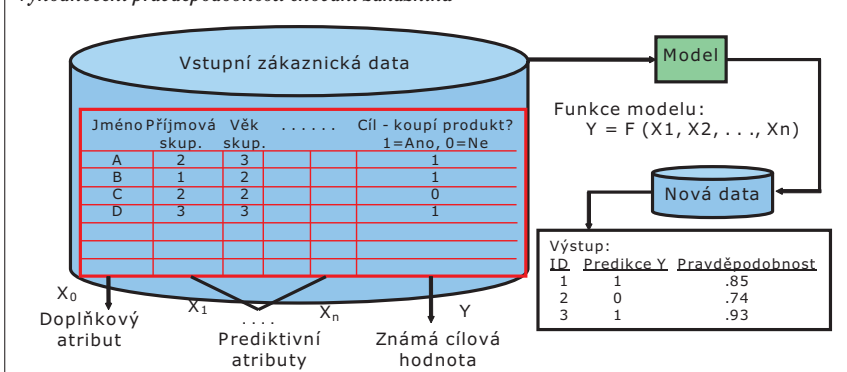 Vstupní zákaznická data
Jméno Příjmová skup. Věk skup. . . . . . . Cíl - koupí produkt? 1=Ano, 0=Ne
A 2 3 1
B 1 2 1
C 2 2 0
D 3 3 1
X0
Doplňkový
atribut
X1
. . . .
Xn
Prediktivní
atributy
Y
Známá cílová
hodnota
Model
Funkce modelu:
Y = F (X1, X2, . . ., Xn)
Nová data
Výstup:
ID Predikce Y Pravděpodobnost
1 1 .85
2 0 .74
3 1 .93